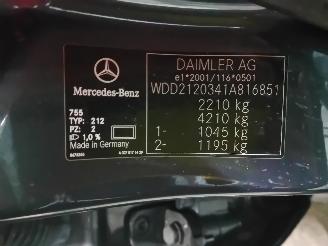 Mercedes-Benz
755
TYP: 212
PZ: 2
1,0 %
Made in Germany
DAIMLER AG
e1*2001/116*0501
WDD2120341A816851
2210 kg
4210 kg
1- 1045 kg
2- 1195 kg